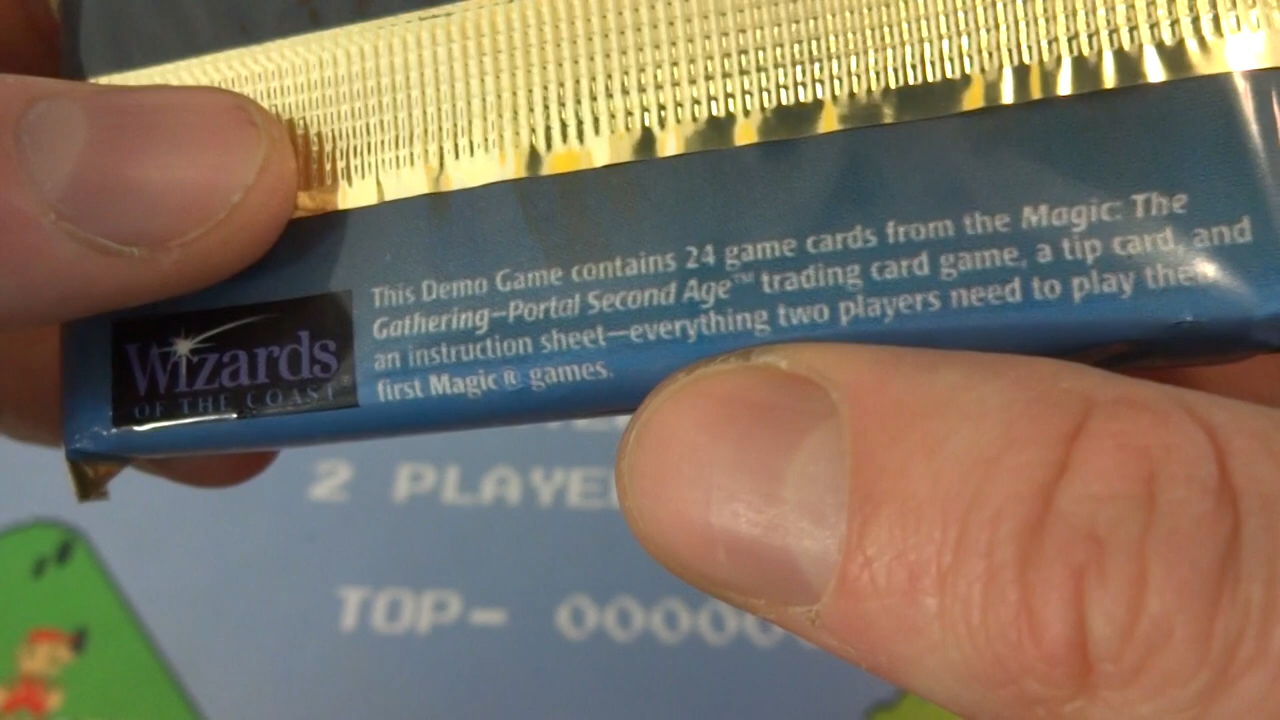 This Demo Game contains 24 game cards from the Magic: The
Gathering–Portal Second Age™ trading card game, a tip card, and
an instruction sheet—everything two players need to play their
first Magic® games.
Wizards
OF THE COAST
2 PLAYE
TOP- 00000